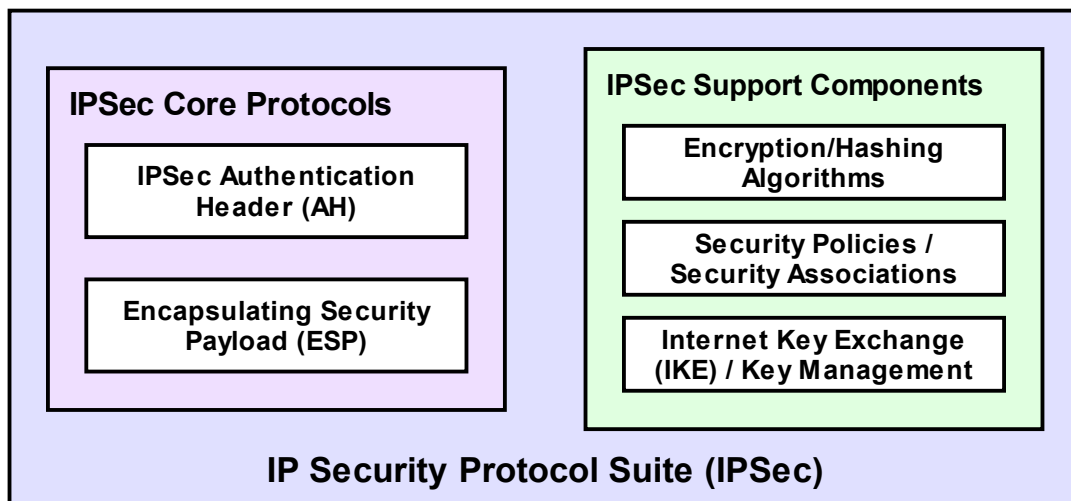 IPSec Core Protocols
IPSec Authentication
Header (AH)
Encapsulating Security
Payload (ESP)
IPSec Support Components
Encryption/Hashing
Algorithms
Security Policies /
Security Associations
Internet Key Exchange
(IKE) / Key Management
IP Security Protocol Suite (IPSec)